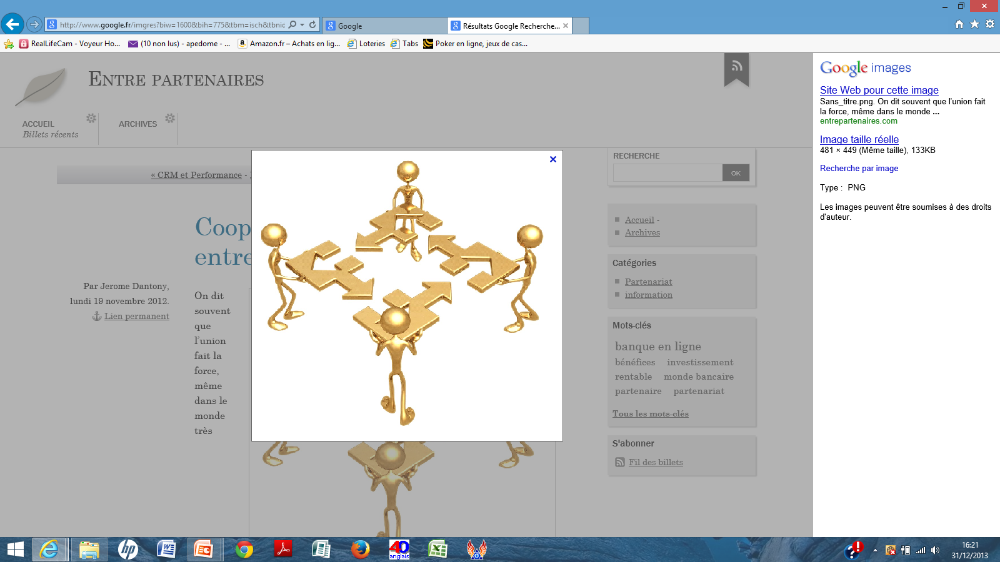 http://www.google.fr/imgres?biw=1600&bih=775&tbm=isch&tbnic
Google
Résultats Google Recherche...
RealLifeCam - Voyeur Ho...
(10 non lus) - apedome - ...
Amazon.fr – Achats en lig...
Loteries
Tabs
Poker en ligne, jeux de cas...
Entre partenaires
ACCUEIL
Billets récents
ARCHIVES
« CRM et Performance -
Coop
entre
Par Jerome Dantony,
lundi 19 novembre 2012.
Lien permanent
On dit
souvent
que
l'union
fait la
force,
même
dans le
monde
très
RECHERCHE
OK
Accueil -
Archives
Catégories
Partenariat
information
Mots-clés
banque en ligne
bénéfices investissement
rentable monde bancaire
partenaire partenariat
Tous les mots-clés
S'abonner
Fil des billets
Google images
Site Web pour cette image
Sans_titre.png. On dit souvent que l'union fait
la force, même dans le monde ...
entrepartenaires.com
Image taille réelle
481 × 449 (Même taille), 133KB
Recherche par image
Type : PNG
Les images peuvent être soumises à des droits
d'auteur.
hp
40
anglais
16:21
31/12/2013